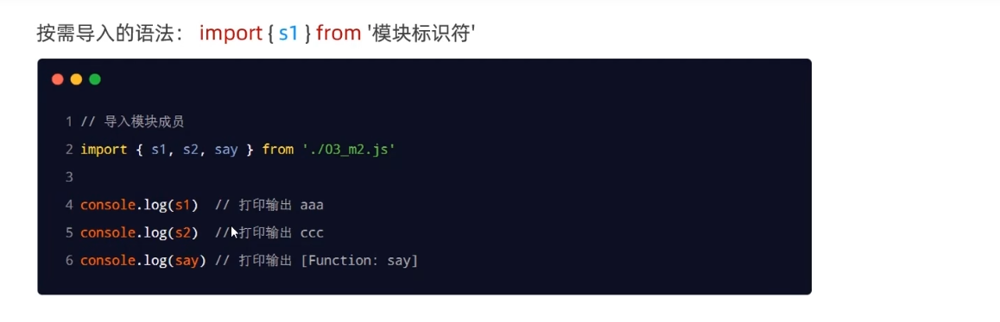 按需导入的语法： import { s1 } from '模块标识符'
1 // 导入模块成员
2 import { s1, s2, say } from './03_m2.js'
3
4 console.log(s1) // 打印输出 aaa
5 console.log(s2) // 打印输出 ccc
6 console.log(say) // 打印输出 [Function: say]